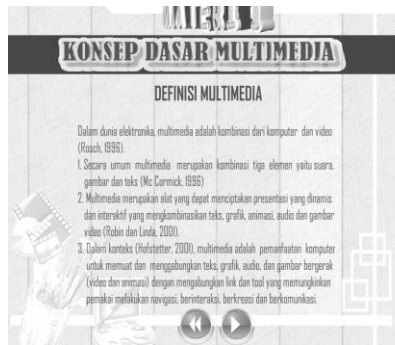 MATERI 1
KONSEP DASAR MULTIMEDIA
DEFINISI MULTIMEDIA
Dalam dunia elektronika, multimedia adalah kombinasi dari komputer dan video
(Rosch, 1996).
1. Secara umum multimedia merupakan kombinasi tiga elemen yaitu suara,
gambar dan teks (Mc Cormick, 1996)
2. Multimedia merupakan alat yang dapat menciptakan presentasi yang dinamis
dan interaktif yang mengkombinasikan teks, grafik, animasi, audio dan gambar
video (Robin dan Linda, 2001).
3. Dalam konteks (Hofstetter, 2001), multimedia adalah pemanfaatan komputer
untuk memuat dan menggabungkan teks, grafik, audio, dan gambar bergerak
(video dan animasi) dengan mengabungkan link dan tool yang memungkinkan
pemakai melakukan navigasi, berinteraksi, berkreasi dan berkomunikasi.